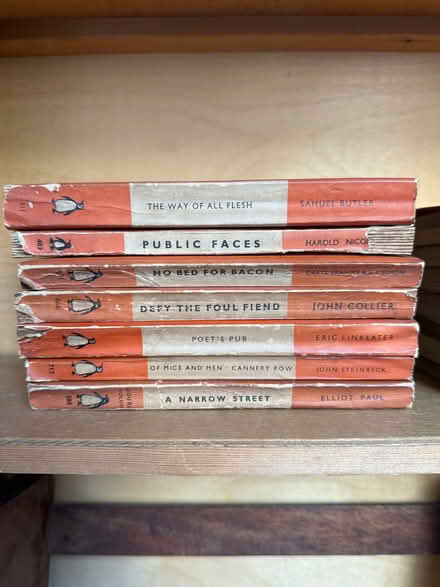 THE WAY OF ALL FLESH SAMUEL BUTLER
PUBLIC FACES HAROLD NICO
NO BED FOR BACON
DEFY THE FOUL FIEND JOHN COLLIER
POET'S PUB ERIC LINKLATER
117 OF MICE AND MEN · CANNERY ROW JOHN STEINBECK
A NARROW STREET ELLIOT PAUL